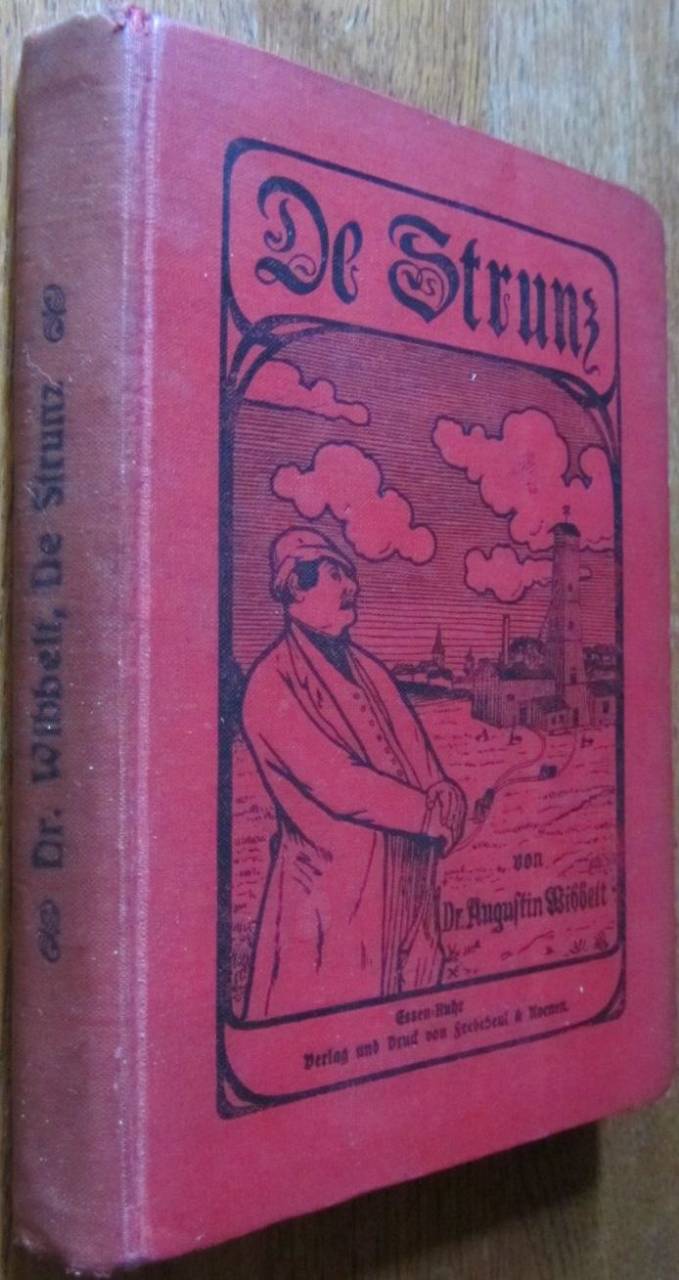 Dr. Wibbelt, De Strunz
De Strunz
von
Dr. Augustin Wibbelt
Essen-Ruhr
Verlag und Druck von Fredebeul & Koenen.